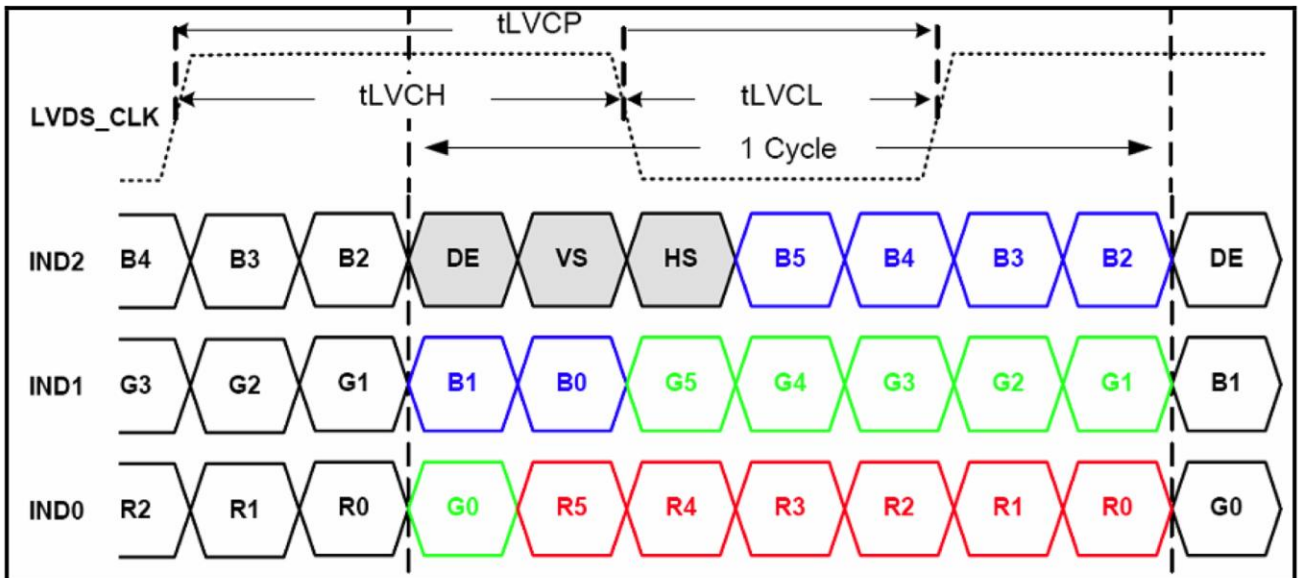 tLVCP
tLVCH tLVCL
LVDS_CLK
1 Cycle
IND2 B4 B3 B2 DE VS HS B5 B4 B3 B2 DE
IND1 G3 G2 G1 B1 B0 G5 G4 G3 G2 G1 B1
IND0 R2 R1 R0 G0 R5 R4 R3 R2 R1 R0 G0